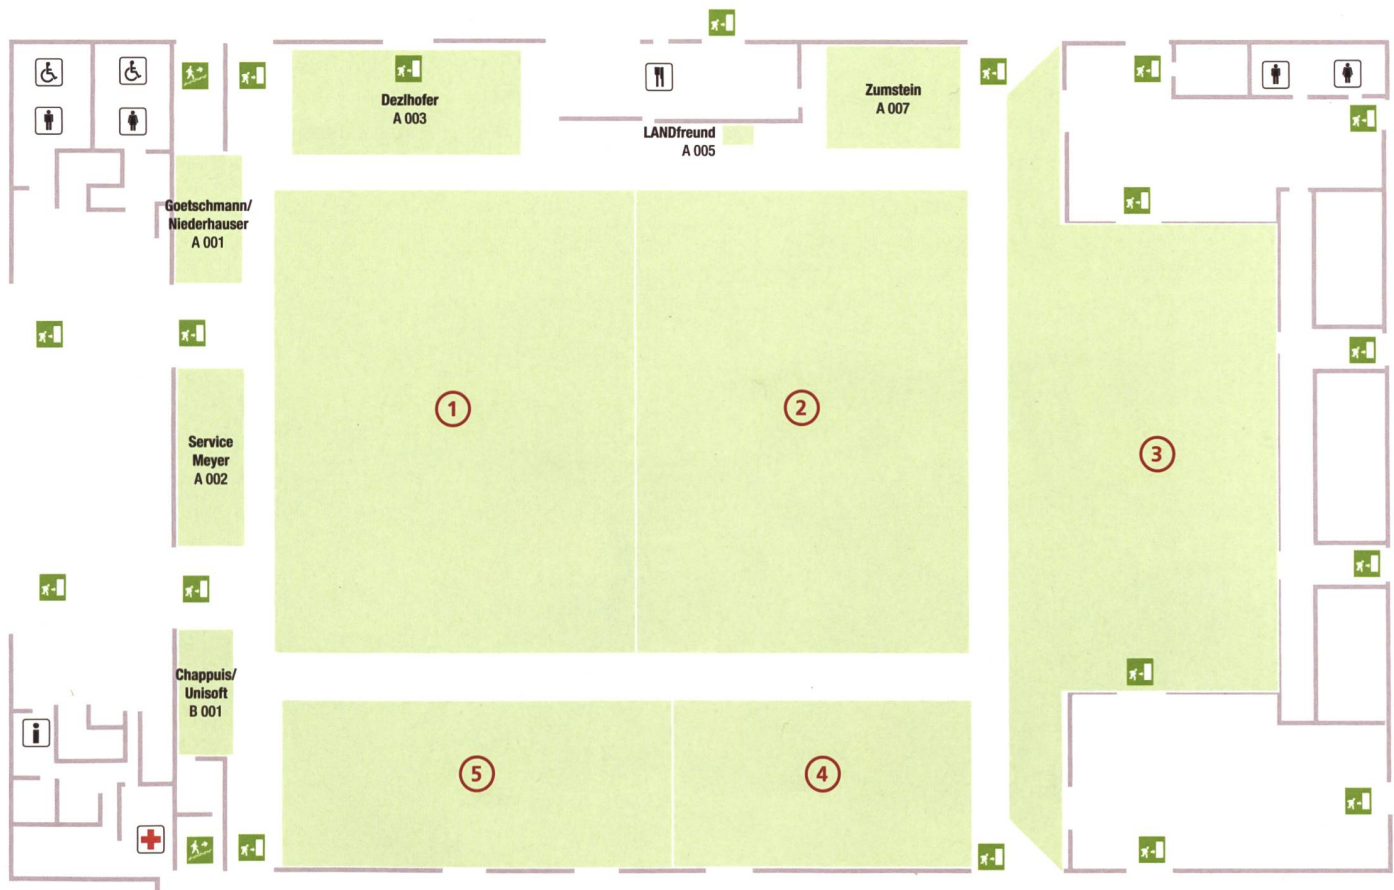 Dezlhofer
A 003
Zumstein
A 007
LANDfreund
A 005
Goetschmann/
Niederhauser
A 001
1
2
Service
Meyer
A 002
3
Chappuis/
Unisoft
B 001
i
5
4